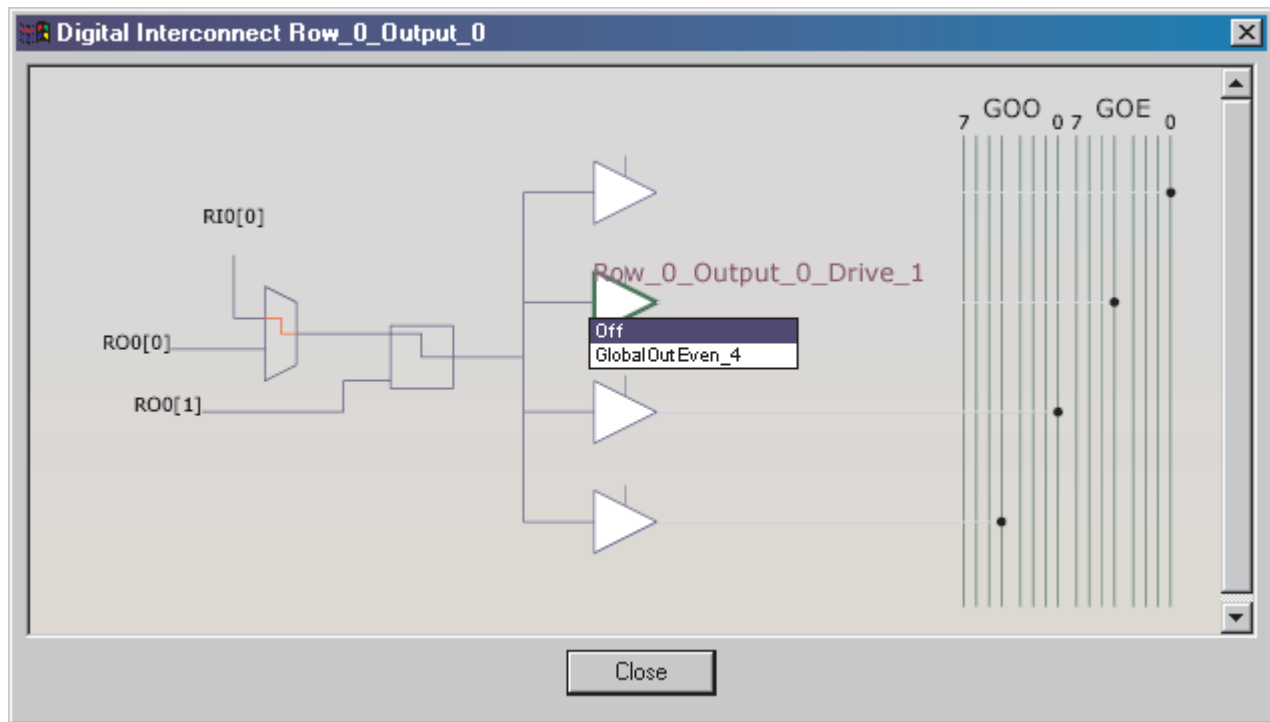 Digital Interconnect Row_0_Output_0
7 GOO 0 7 GOE 0
RI0[0]
Row_0_Output_0_Drive_1
Off
RO0[0]
GlobalOutEven_4
RO0[1]
Close